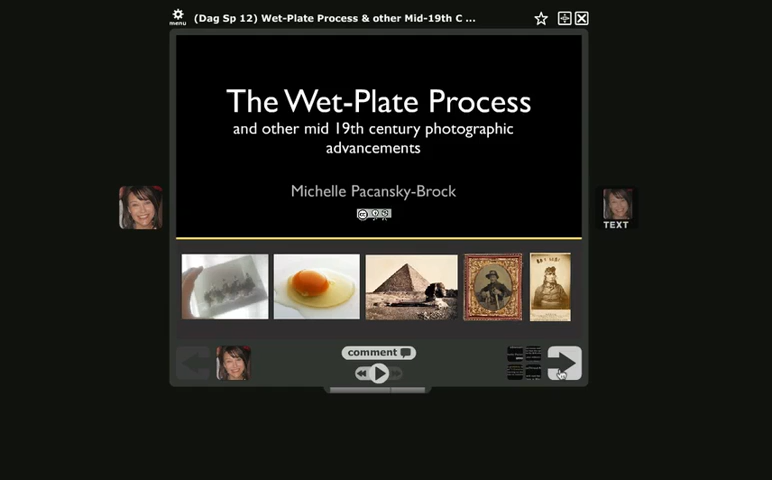 menu
(Dag Sp 12) Wet-Plate Process & other Mid-19th C ...
The Wet-Plate Process
and other mid 19th century photographic
advancements
Michelle Pacansky-Brock
TEXT
comment